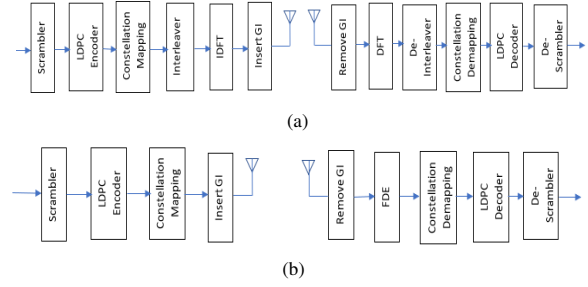 Scrambler
LDPC
Encoder
Constellation
Mapping
Interleaver
IDFT
Insert GI
Remove GI
DFT
De-
Interleaver
Constellation
Demapping
LDPC
Decoder
De-
Scrambler
(a)
Scrambler
LDPC
Encoder
Constellation
Mapping
Insert GI
Remove GI
FDE
Constellation
Demapping
LDPC
Decoder
De-
Scrambler
(b)